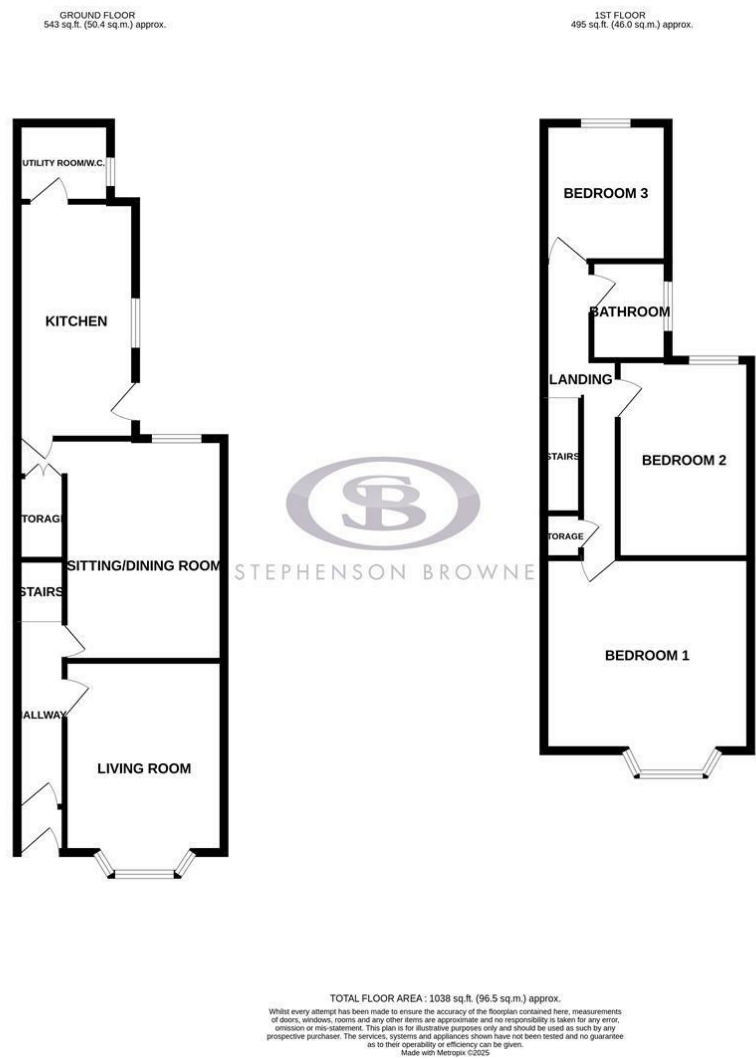 GROUND FLOOR
543 sq.ft. (50.4 sq.m.) approx.
UTILITY ROOM/W.C.
KITCHEN
TORAG
SITTING/DINING ROOM
STAIRS
ALLWAY
LIVING ROOM
1ST FLOOR
495 sq.ft. (46.0 sq.m.) approx.
BEDROOM 3
BATHROOM
LANDING
STAIRS
BEDROOM 2
TORAGE
BEDROOM 1
SB
STEPHENSON BROWNE
TOTAL FLOOR AREA : 1038 sq.ft. (96.5 sq.m.) approx.
Whilst every attempt has been made to ensure the accuracy of the floorplan contained here, measurements
of doors, windows, rooms and any other items are approximate and no responsibility is taken for any error,
omission or mis-statement. This plan is for illustrative purposes only and should be used as such by any
prospective purchaser. The services, systems and appliances shown have not been tested and no guarantee
as to their operability or efficiency can be given.
Made with Metropix ©2025